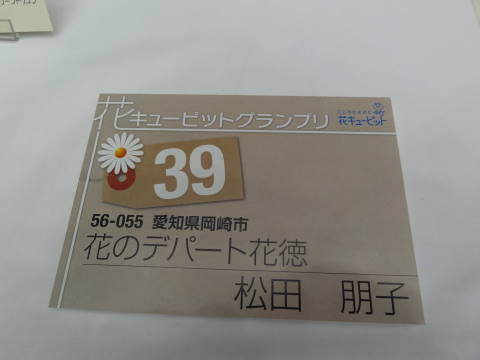 花キューピットグランプリ
花キューピット
39
56-055 愛知県岡崎市
花のデパート花徳
松田 朋子